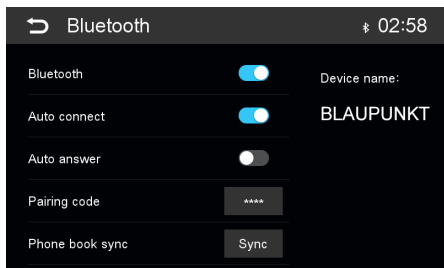 Bluetooth 02:58
Bluetooth
Auto connect
Auto answer
Pairing code ****
Phone book sync Sync
Device name:
BLAUPUNKT